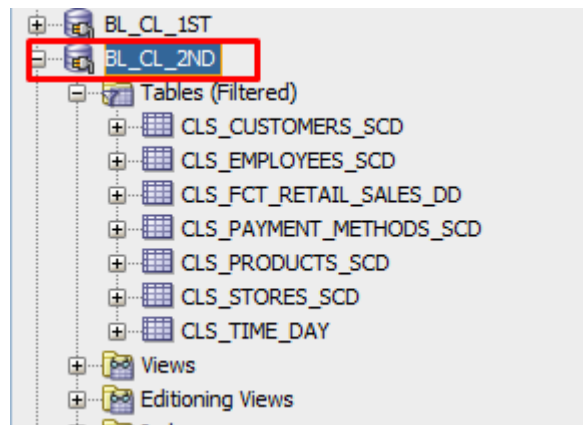 BL_CL_1ST
BL_CL_2ND
Tables (Filtered)
CLS_CUSTOMERS_SCD
CLS_EMPLOYEES_SCD
CLS_FCT_RETAIL_SALES_DD
CLS_PAYMENT_METHODS_SCD
CLS_PRODUCTS_SCD
CLS_STORES_SCD
CLS_TIME_DAY
Views
Editioning Views